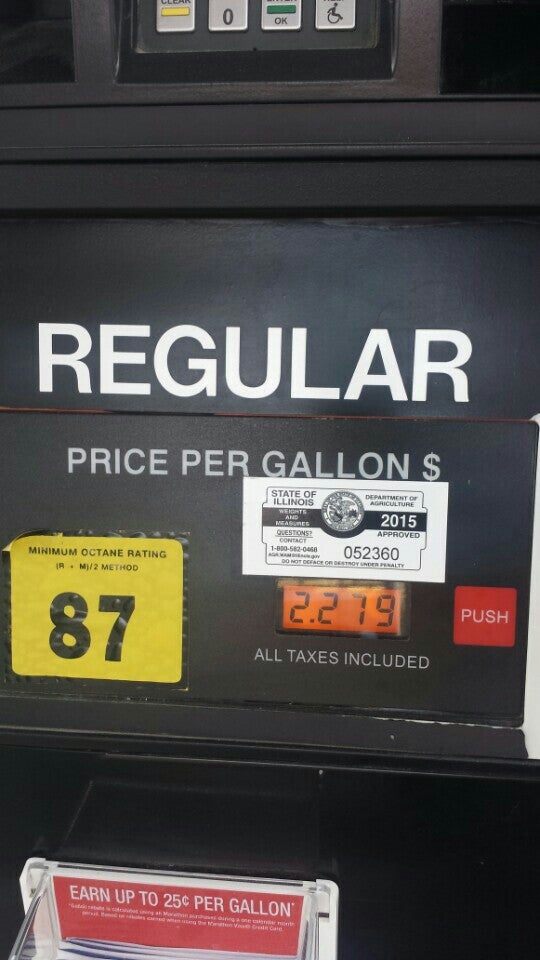 CLEAR
0
OK
REGULAR
PRICE PER GALLON $
STATE OF ILLINOIS
DEPARTMENT OF AGRICULTURE
WEIGHTS AND MEASURES
2015
APPROVED
QUESTIONS?
CONTACT
1-800-582-0468
052360
DO NOT DEFACE OR DESTROY UNDER PENALTY
MINIMUM OCTANE RATING
(R + M)/2 METHOD
87
2.279
PUSH
ALL TAXES INCLUDED
EARN UP TO 25¢ PER GALLON*